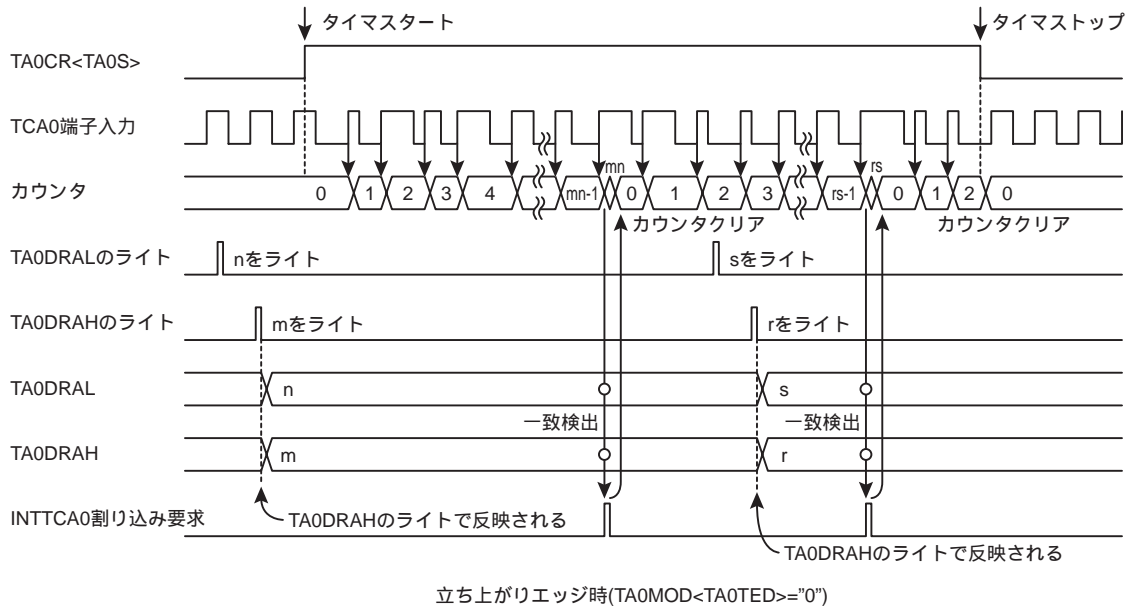 タイマスタート
タイマストップ
TA0CR<TA0S>
TCA0端子入力
カウンタ
0 1 2 3 4 mn-1 mn 0 1 2 3 rs-1 rs 0 1 2 0
カウンタクリア
カウンタクリア
TA0DRALのライト
nをライト
sをライト
TA0DRAHのライト
mをライト
rをライト
TA0DRAL
n
s
一致検出
一致検出
TA0DRAH
m
r
INTTCA0割り込み要求
TA0DRAHのライトで反映される
TA0DRAHのライトで反映される
立ち上がりエッジ時(TA0MOD<TA0TED>="0")